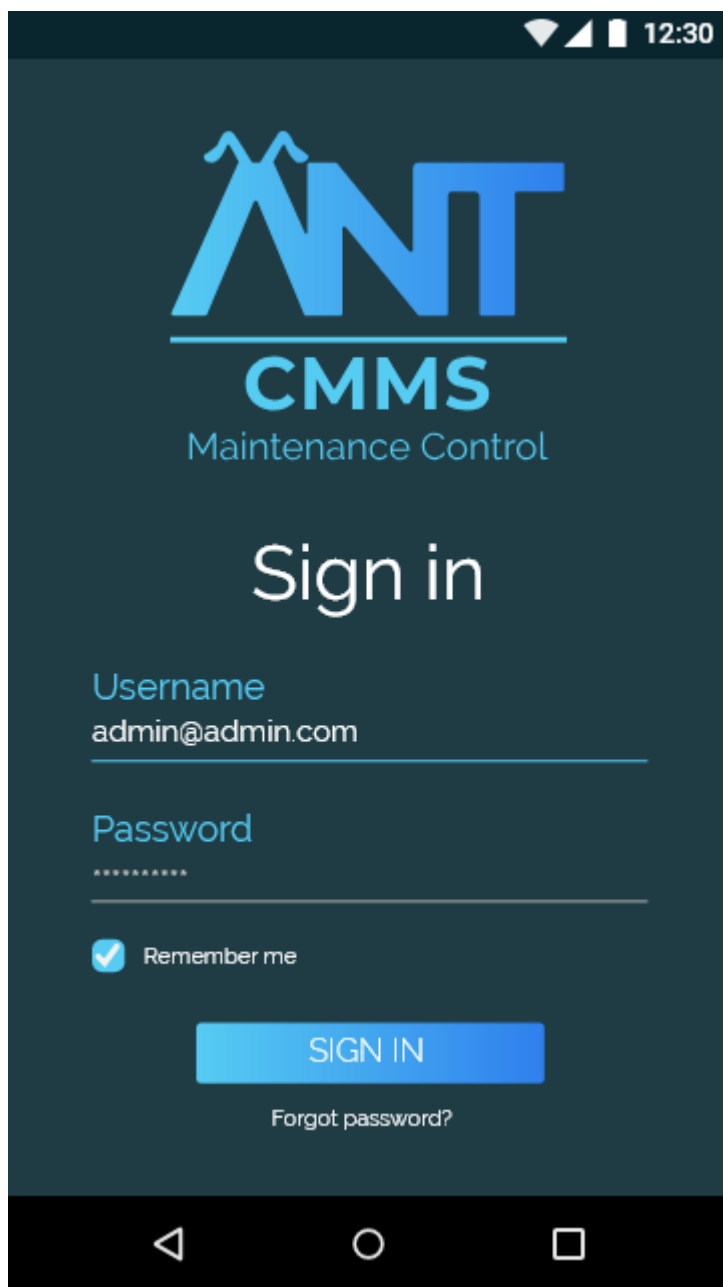 12:30
ANT
CMMS
Maintenance Control
Sign in
Username
admin@admin.com
Password
**********
Remember me
SIGN IN
Forgot password?